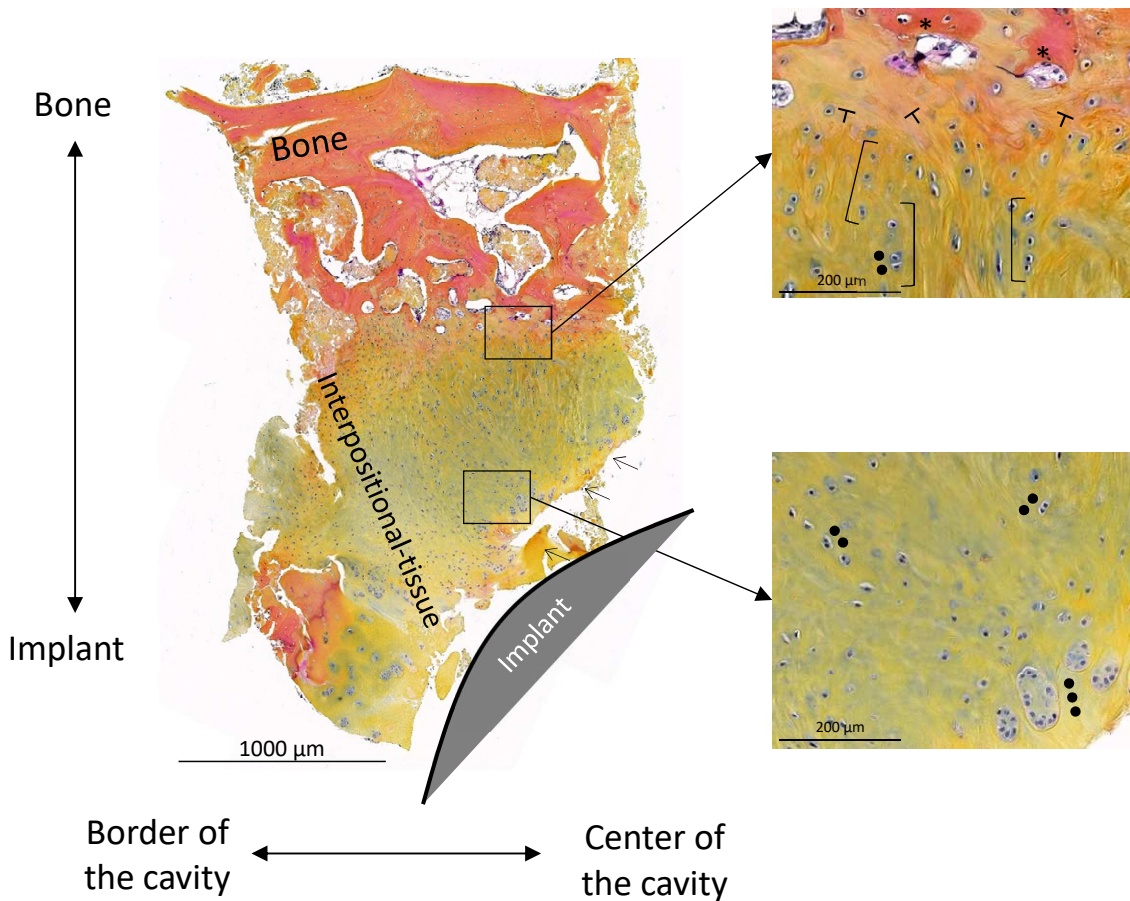 Bone
Bone
*
*
200 µm
Interpositional-tissue
Implant
Implant
1000 µm
200 µm
Border of
the cavity
Center of
the cavity